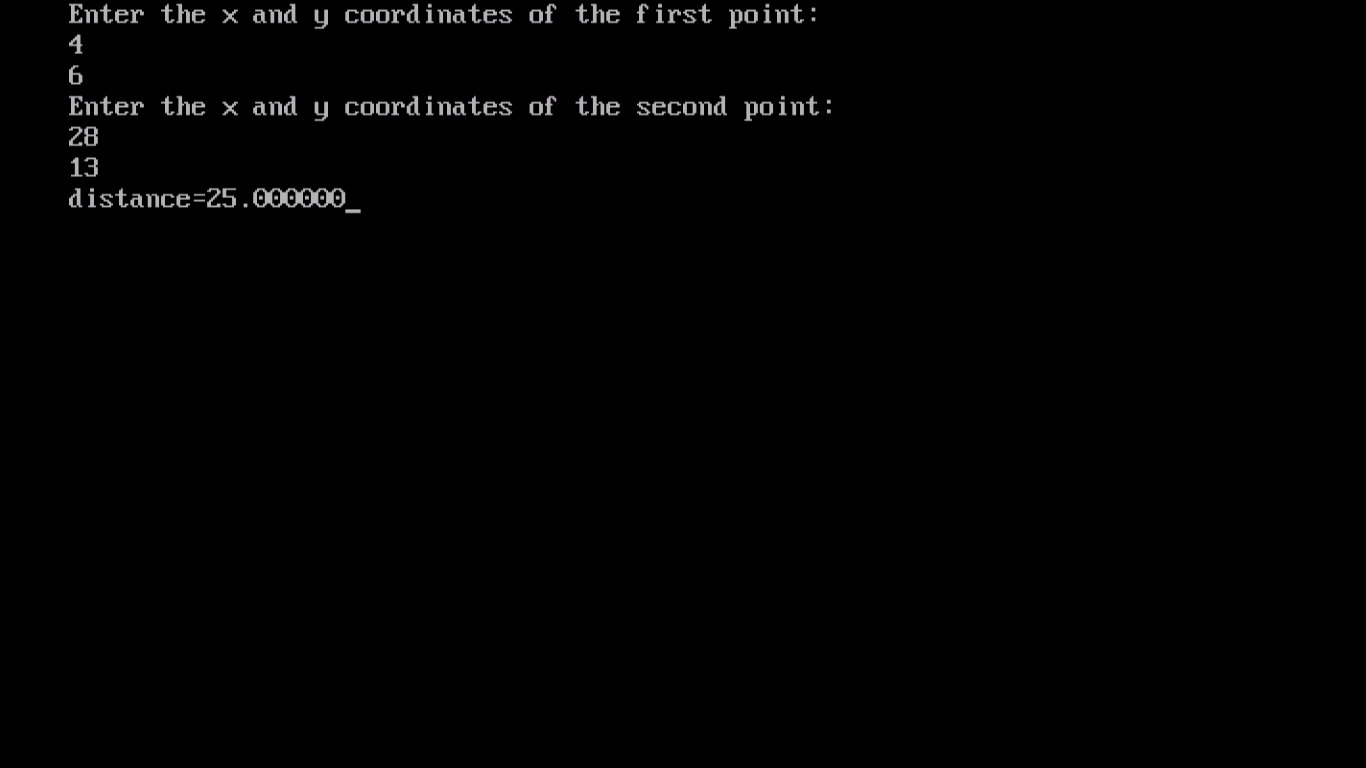 Enter the x and y coordinates of the first point:
4
6
Enter the x and y coordinates of the second point:
28
13
distance=25.000000_